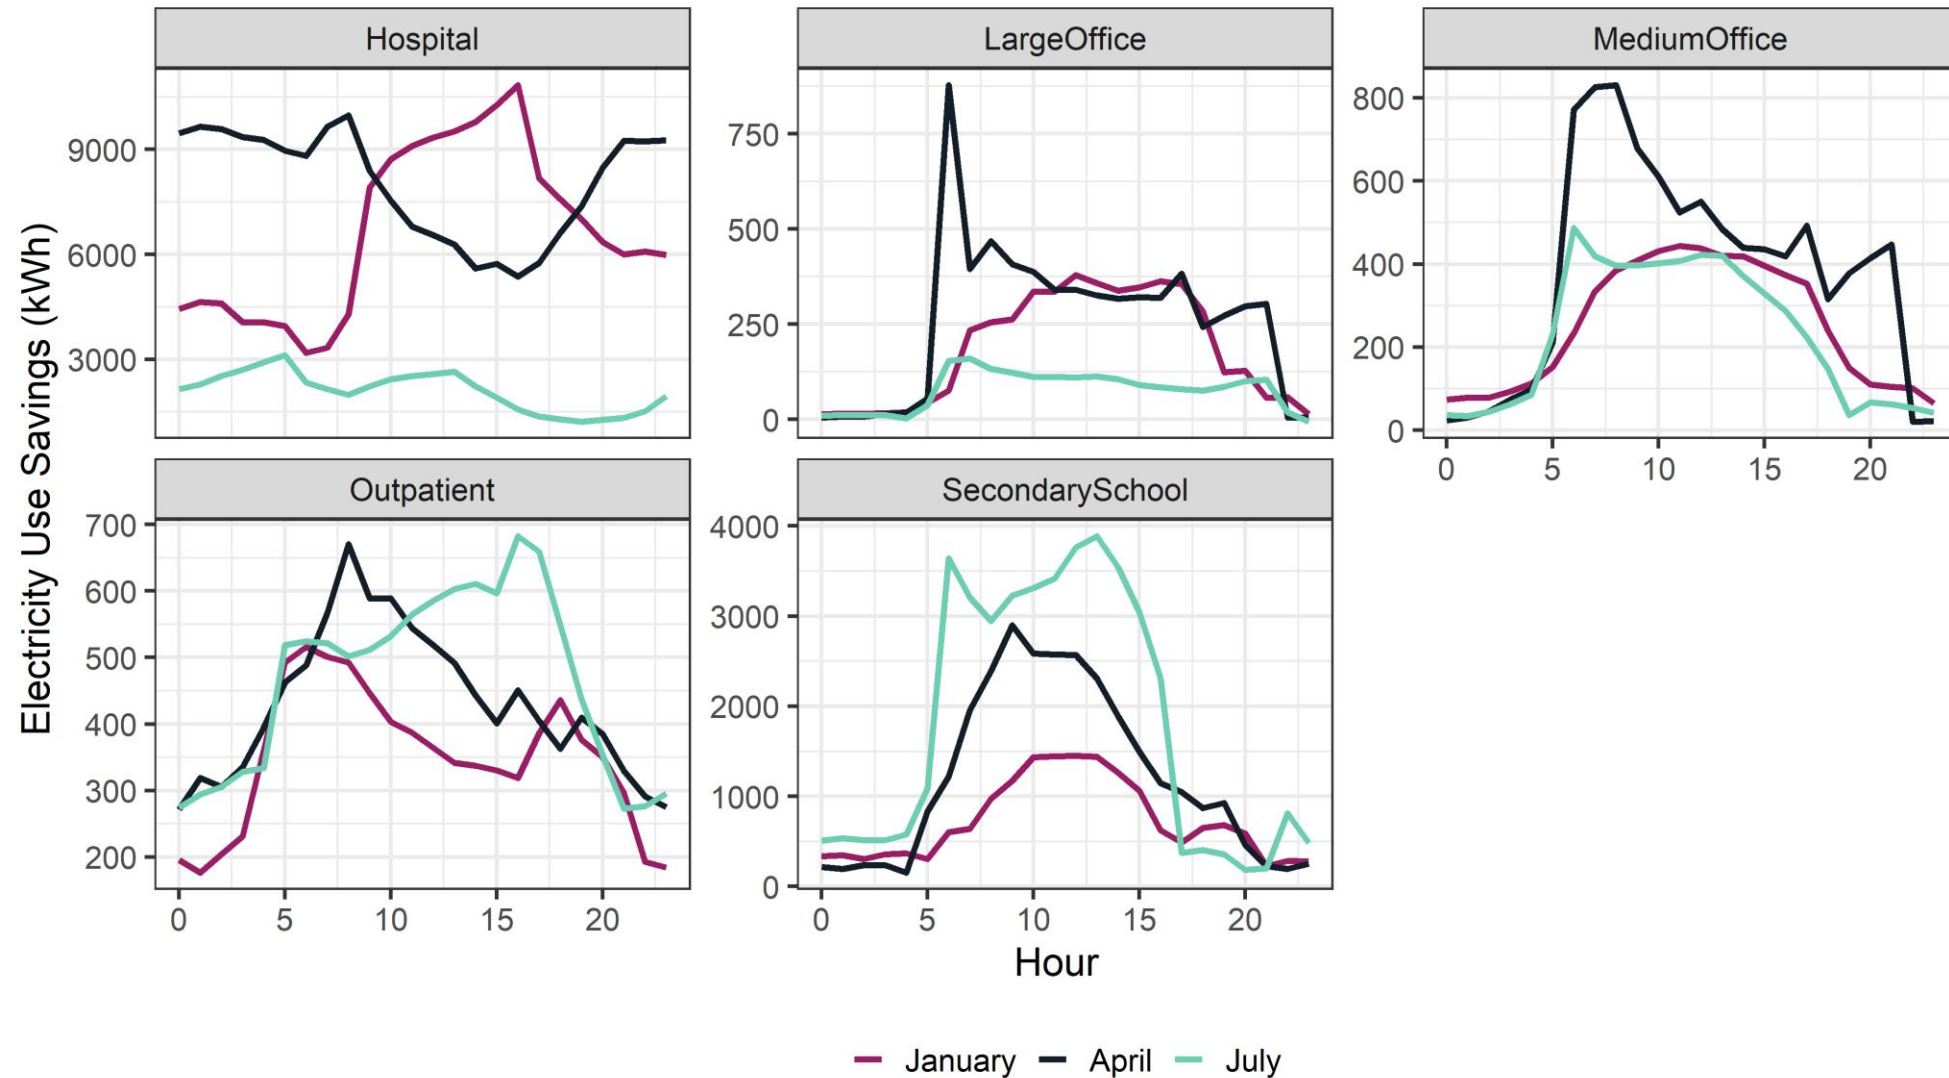 Hospital
LargeOffice
MediumOffice
9000
6000
3000
750
500
250
0
800
600
400
200
0
0 5 10 15 20
Electricity Use Savings (kWh)
Outpatient
SecondarySchool
700
600
500
400
300
200
4000
3000
2000
1000
0
0 5 10 15 20
0 5 10 15 20
Hour
January April July